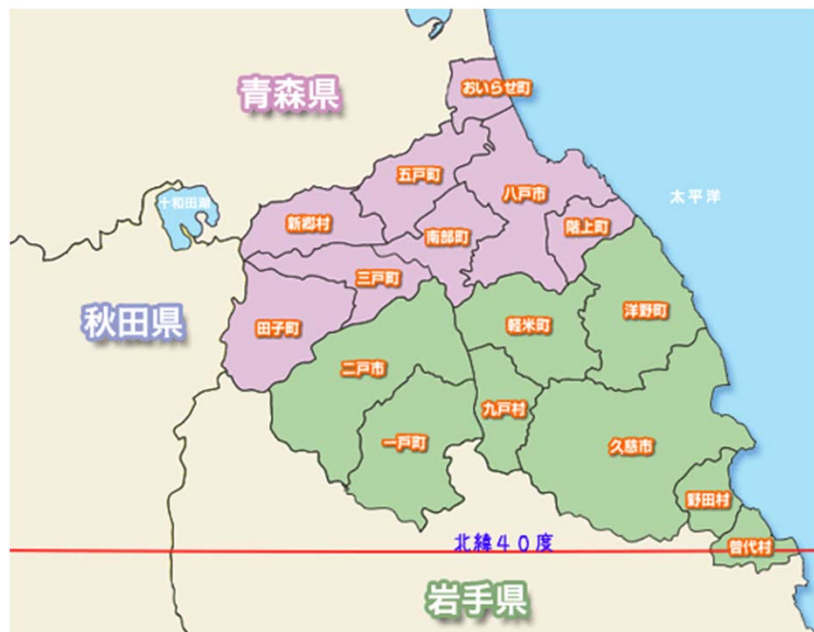 青森県
おいらせ町
五戸町
八戸市
十和田湖
太平洋
新郷村
南部町
階上町
三戸町
秋田県
田子町
軽米町
洋野町
二戸市
九戸村
一戸町
久慈市
野田村
北緯40度
普代村
岩手県